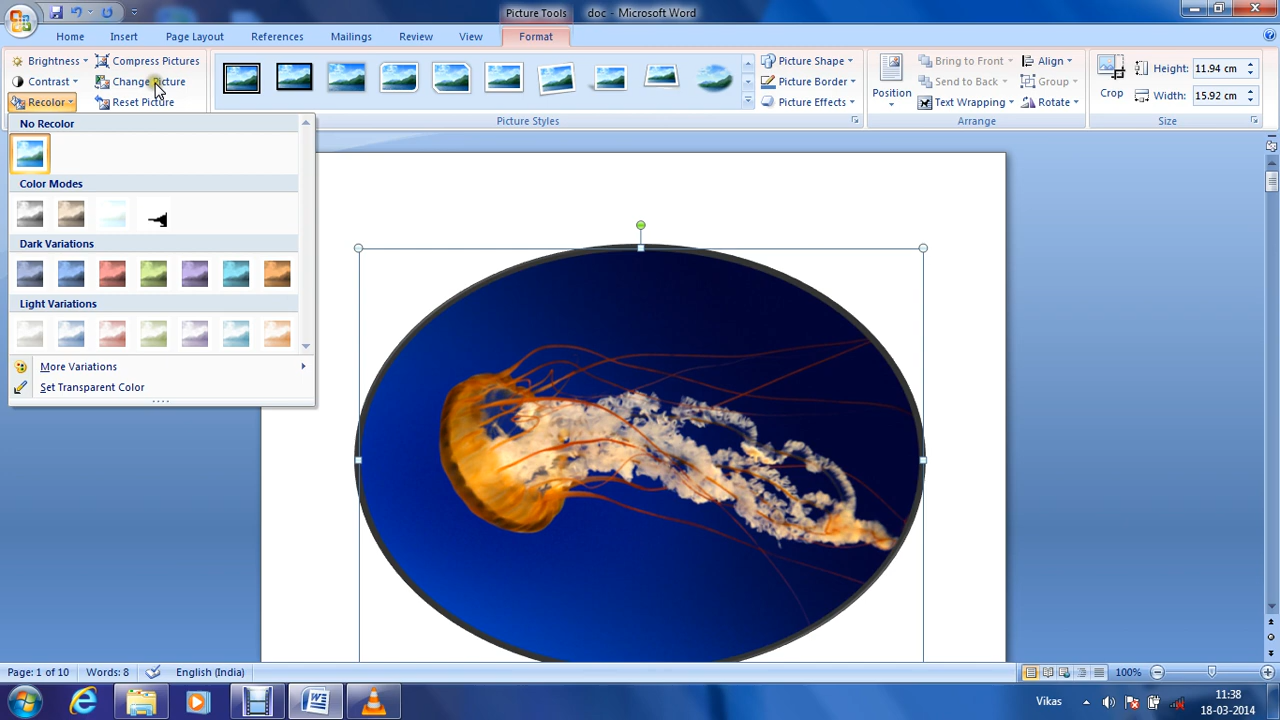 Picture Tools doc - Microsoft Word
Home Insert Page Layout References Mailings Review View Format
Brightness Compress Pictures Picture Shape Bring to Front Align Height: 11.94 cm
Contrast Change Picture Picture Border Position Send to Back Group Crop Width: 15.92 cm
Recolor Reset Picture Picture Effects Text Wrapping Rotate
Picture Styles Arrange Size
No Recolor
Color Modes
Dark Variations
Light Variations
More Variations
Set Transparent Color
Page: 1 of 10 Words: 8 English (India) 100%
Vikas 11:38
18-03-2014